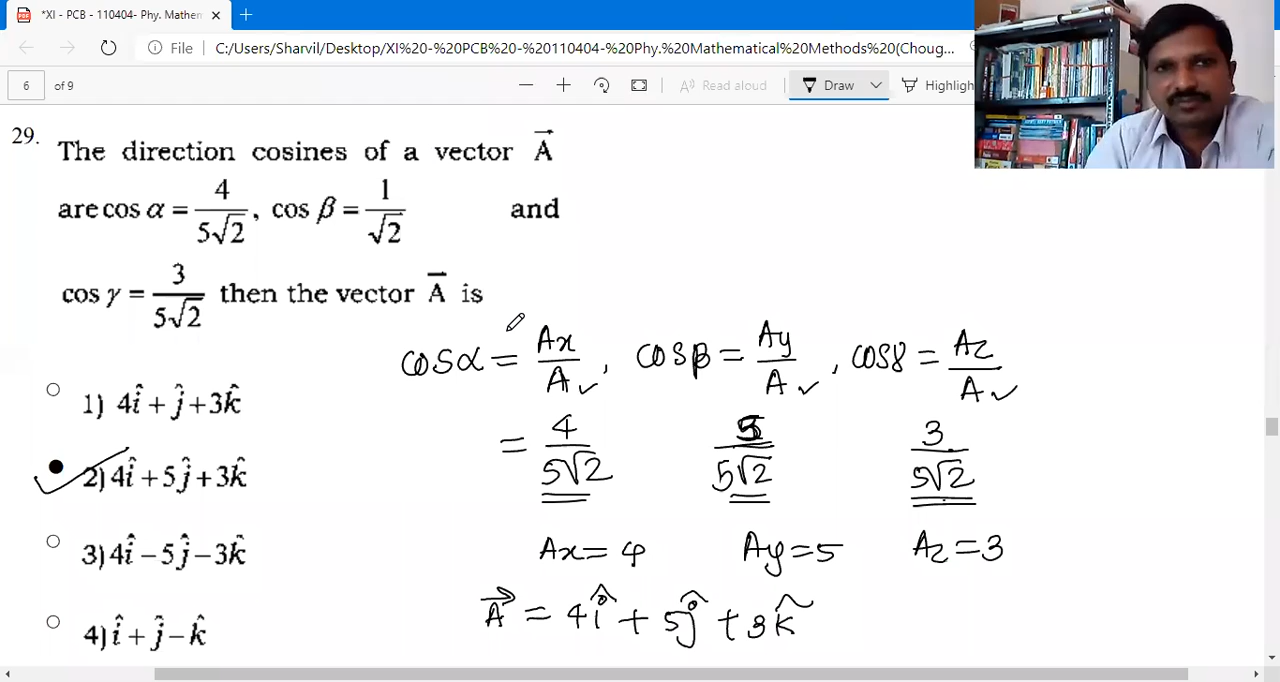 *XI - PCB - 110404- Phy. Mathem
File C:/Users/Sharvil/Desktop/XI%20-%20PCB%20-%20110404-%20Phy.%20Mathematical%20Methods%20(Choug...
6 of 9 Read aloud Draw Highligh
29. The direction cosines of a vector A⃗
are cos α = 4/5√2, cos β = 1/√2 and
cos γ = 3/5√2 then the vector A⃗ is
cosα = Ax/A, cosβ = Ay/A, cosγ = Az/A
= 4/5√2 5/5√2 3/5√2
1) 4î + ĵ + 3k̂
2) 4î + 5ĵ + 3k̂
3) 4î − 5ĵ − 3k̂
4) î + ĵ − k̂
Ax = 4 Ay = 5 Az = 3
A⃗ = 4î + 5ĵ + 3k̂